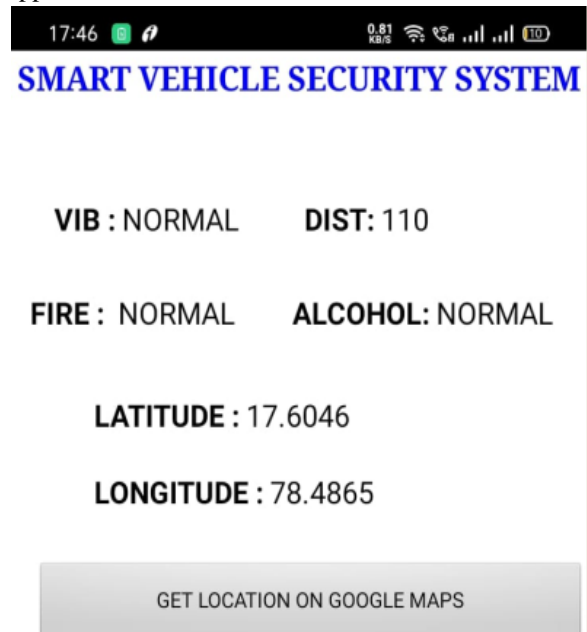 17:46 0.81 KB/S 10
SMART VEHICLE SECURITY SYSTEM
VIB : NORMAL DIST: 110
FIRE : NORMAL ALCOHOL: NORMAL
LATITUDE : 17.6046
LONGITUDE : 78.4865
GET LOCATION ON GOOGLE MAPS